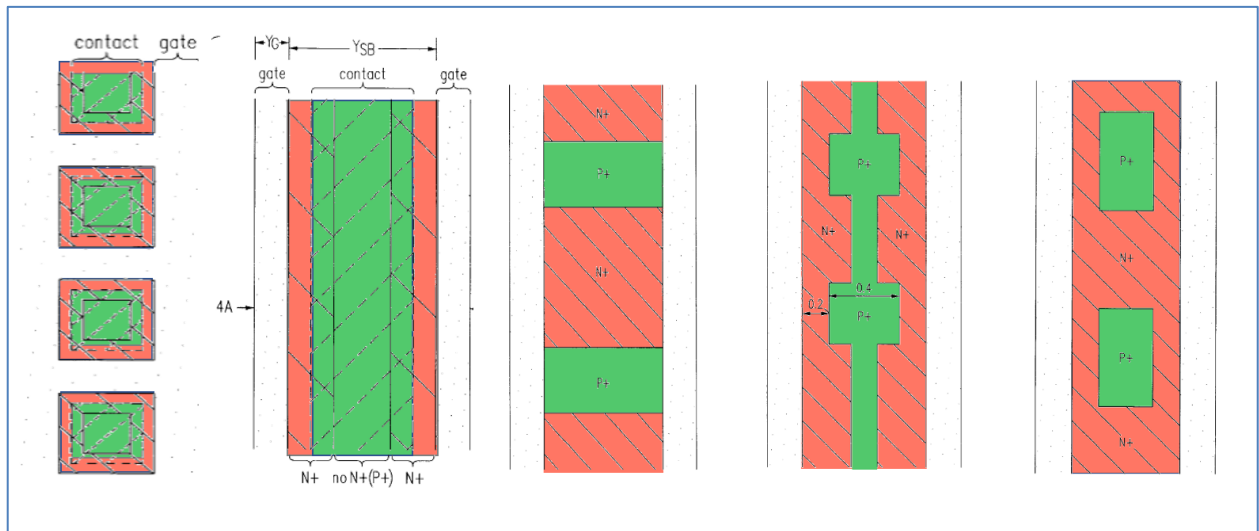 contact gate
YG YSB
gate contact gate
4A
N+ no N+(P+) N+
N+
P+
N+
P+
P+
N+ N+
0.4
0.2
P+
P+
N+
P+
N+